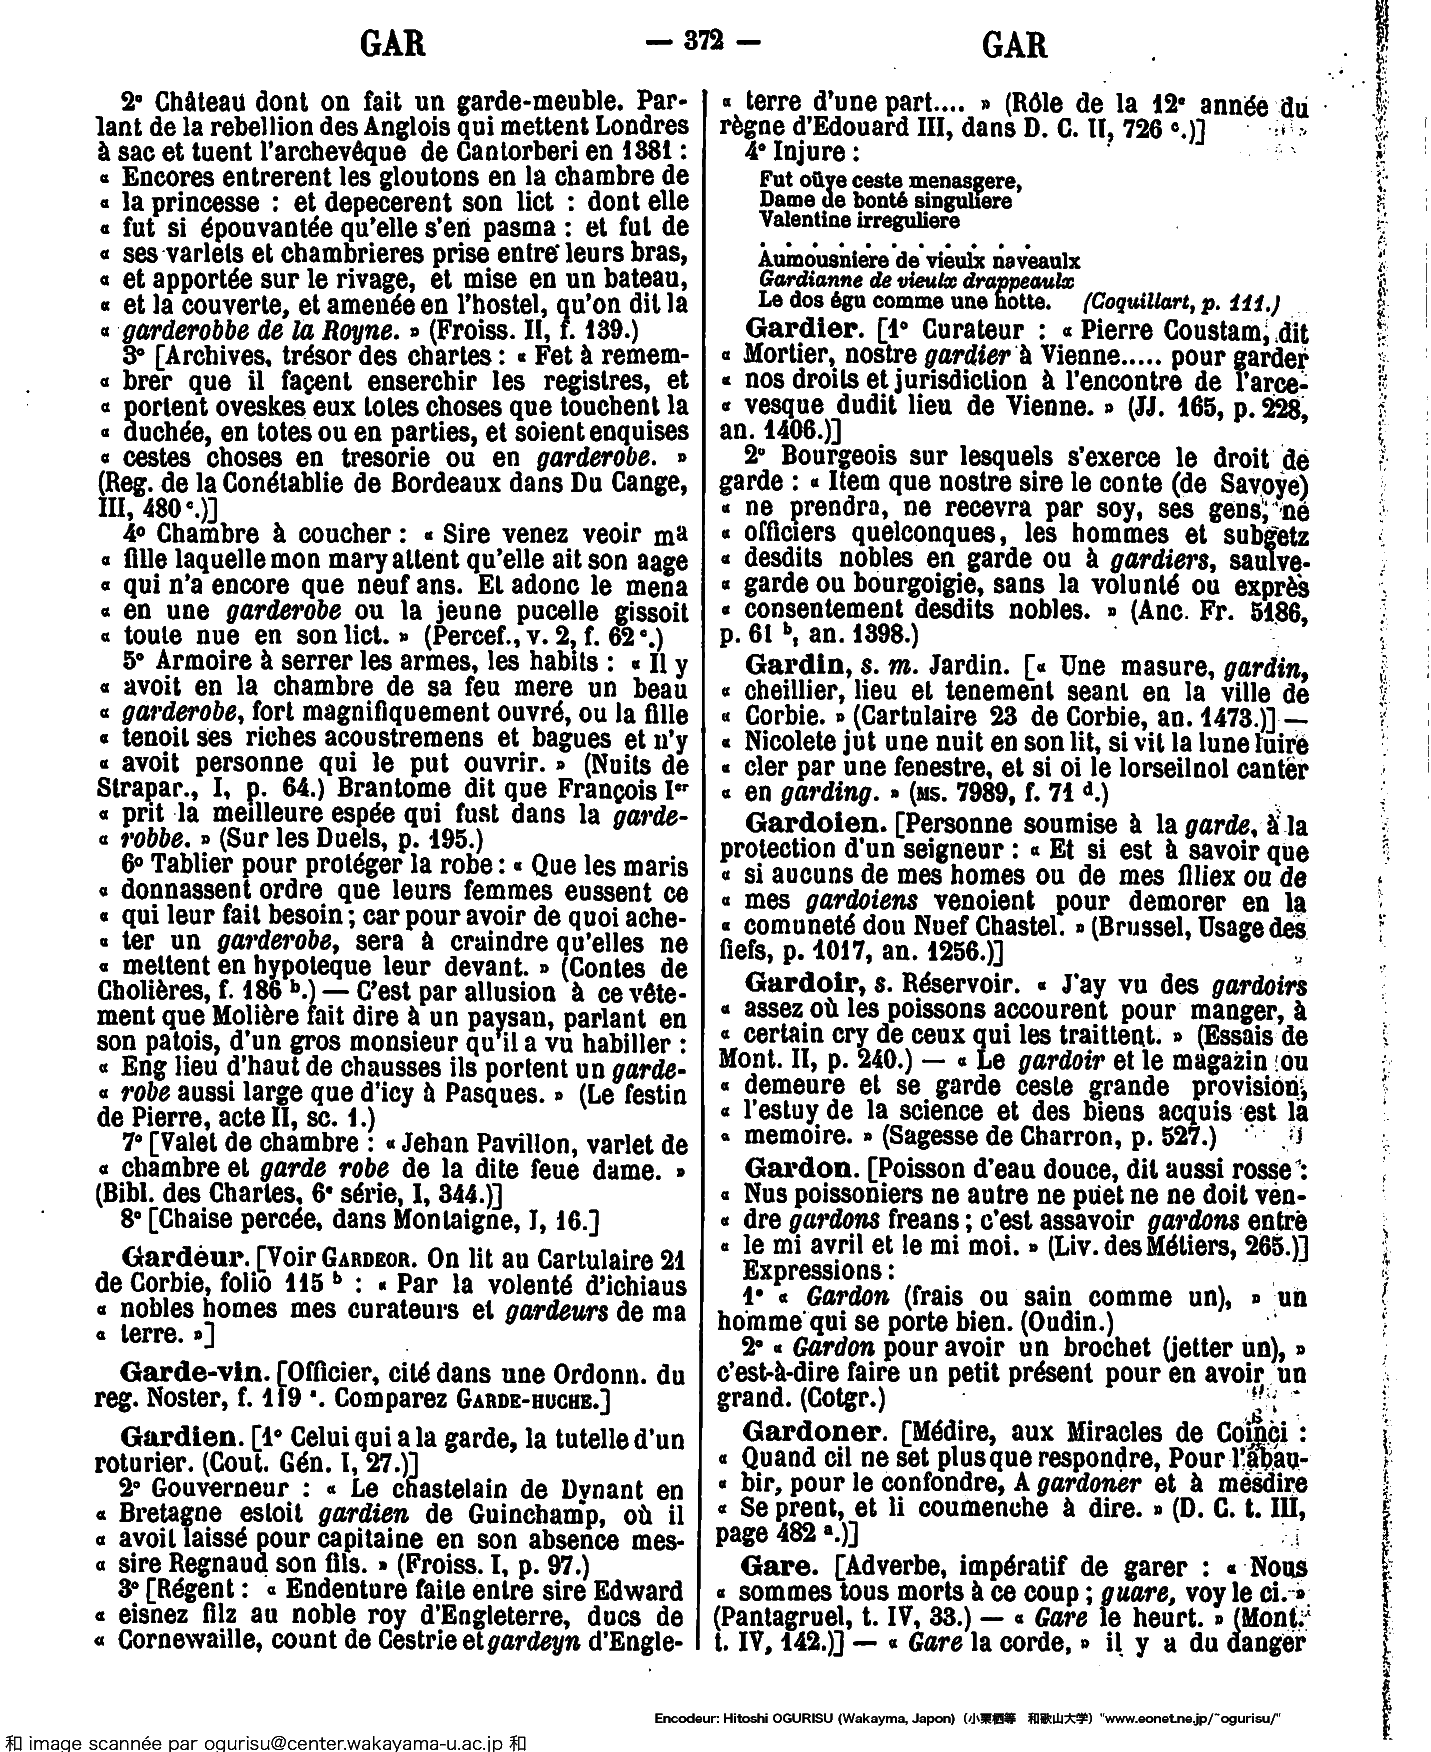 GAR — 372 — GAR
2° Château dont on fait un garde-meuble. Par-
lant de la rebellion des Anglois qui mettent Londres
à sac et tuent l'archevêque de Cantorberi en 1381 :
« Encores entrerent les gloutons en la chambre de
« la princesse : et depecerent son lict : dont elle
« fut si épouvantée qu'elle s'en pasma : et fut de
« ses varlets et chambrieres prise entre leurs bras,
« et apportée sur le rivage, et mise en un bateau,
« et la couverte, et amenée en l'hostel, qu'on dit la
« garderobbe de la Royne. » (Froiss. II, f. 139.)
3° [Archives, trésor des chartes : « Fet à remem-
« brer que il façent enserchir les registres, et
« portent oveskes eux totes choses que touchent la
« duchée, en totes ou en parties, et soient enquises
« cestes choses en tresorie ou en garderobe. »
(Reg. de la Conétablie de Bordeaux dans Du Cange,
III, 480 c.)]
4° Chambre à coucher : « Sire venez veoir ma
« fille laquelle mon mary attent qu'elle ait son aage
« qui n'a encore que neuf ans. Et adonc le mena
« en une garderobe ou la jeune pucelle gissoit
« toute nue en son lict. » (Percef., v. 2, f. 62 c.)
5° Armoire à serrer les armes, les habits : « Il y
« avoit en la chambre de sa feu mere un beau
« garderobe, fort magnifiquement ouvré, ou la fille
« tenoit ses riches acoustremens et bagues et n'y
« avoit personne qui le put ouvrir. » (Nuits de
Strapar., I, p. 64.) Brantome dit que François Ier
« prit la meilleure espée qui fust dans la garde-
« robbe. » (Sur les Duels, p. 195.)
6° Tablier pour protéger la robe : « Que les maris
« donnassent ordre que leurs femmes eussent ce
« qui leur fait besoin ; car pour avoir de quoi ache-
« ter un garderobe, sera à craindre qu'elles ne
« mettent en hypoteque leur devant. » (Contes de
Cholières, f. 186 b.) — C'est par allusion à ce vête-
ment que Molière fait dire à un paysan, parlant en
son patois, d'un gros monsieur qu'il a vu habiller :
« Eng lieu d'haut de chausses ils portent un garde-
« robe aussi large que d'icy à Pasques. » (Le festin
de Pierre, acte II, sc. 1.)
7° [Valet de chambre : « Jehan Pavillon, varlet de
« chambre et garde robe de la dite feue dame. »
(Bibl. des Chartes, 6e série, I, 344.)]
8° [Chaise percée, dans Montaigne, I, 16.]
Gardeur. [Voir GARDEOR. On lit au Cartulaire 21
de Corbie, folio 115 b : « Par la volenté d'ichiaus
« nobles homes mes curateurs et gardeurs de ma
« terre. »]
Garde-vin. [Officier, cité dans une Ordonn. du
reg. Noster, f. 119 a. Comparez GARDE-HUCHE.]
Gardien. [1° Celui qui a la garde, la tutelle d'un
roturier. (Cout. Gén. I, 27.)]
2° Gouverneur : « Le chastelain de Dynant en
« Bretagne estoit gardien de Guinchamp, où il
« avoit laissé pour capitaine en son absence mes-
« sire Regnaud son fils. » (Froiss. I, p. 97.)
3° [Régent : « Endenture faite entre sire Edward
« eisnez filz au noble roy d'Engleterre, ducs de
« Cornewaille, count de Cestrie et gardeyn d'Engle-
« terre d'une part.... » (Rôle de la 12e année du
règne d'Edouard III, dans D. C. II, 726 c.)]
4° Injure :
Fut oüye ceste menasgere,
Dame de bonté singuliere
Valentine irreguliere
. . . . . . . . . . .
Aumousniere de vieulx naveaulx
Gardianne de vieulx drappeaulx
Le dos égu comme une hotte. (Coquillart, p. 111.)
Gardier. [1° Curateur : « Pierre Coustam, dit
« Mortier, nostre gardier à Vienne..... pour garder
« nos droits et jurisdiction à l'encontre de l'arce-
« vesque dudit lieu de Vienne. » (JJ. 165, p. 228,
an. 1406.)]
2° Bourgeois sur lesquels s'exerce le droit de
garde : « Item que nostre sire le conte (de Savoye)
« ne prendra, ne recevra par soy, ses gens, ne
« officiers quelconques, les hommes et subgetz
« desdits nobles en garde ou à gardiers, saulve-
« garde ou bourgoigie, sans la volunté ou exprès
« consentement desdits nobles. » (Anc. Fr. 5186,
p. 61 b, an. 1398.)
Gardin, s. m. Jardin. [« Une masure, gardin,
« cheillier, lieu et tenement seant en la ville de
« Corbie. » (Cartulaire 23 de Corbie, an. 1473.)] —
« Nicolete jut une nuit en son lit, si vit la lune luire
« cler par une fenestre, et si oi le lorseilnol canter
« en garding. » (MS. 7989, f. 71 d.)
Gardoien. [Personne soumise à la garde, à la
protection d'un seigneur : « Et si est à savoir que
« si aucuns de mes homes ou de mes filiex ou de
« mes gardoiens venoient pour demorer en la
« comuneté dou Nuef Chastel. » (Brussel, Usage des
fiefs, p. 1017, an. 1256.)]
Gardoir, s. Réservoir. « J'ay vu des gardoirs
« assez où les poissons accourent pour manger, à
« certain cry de ceux qui les traittent. » (Essais de
Mont. II, p. 240.) — « Le gardoir et le magazin ou
« demeure et se garde ceste grande provision,
« l'estuy de la science et des biens acquis est la
« memoire. » (Sagesse de Charron, p. 527.)
Gardon. [Poisson d'eau douce, dit aussi rosse :
« Nus poissoniers ne autre ne puet ne ne doit ven-
« dre gardons freans ; c'est assavoir gardons entre
« le mi avril et le mi moi. » (Liv. des Métiers, 265.)]
Expressions :
1° « Gardon (frais ou sain comme un), » un
homme qui se porte bien. (Oudin.)
2° « Gardon pour avoir un brochet (jetter un), »
c'est-à-dire faire un petit présent pour en avoir un
grand. (Cotgr.)
Gardoner. [Médire, aux Miracles de Coinci :
« Quand cil ne set plus que respondre, Pour l'abau-
« bir, pour le confondre, A gardoner et à mesdire
« Se prent, et li coumenche à dire. » (D. C. t. III,
page 482 a.)]
Gare. [Adverbe, impératif de garer : « Nous
« sommes tous morts à ce coup ; guare, voy le ci. »
(Pantagruel, t. IV, 33.) — « Gare le heurt. » (Mont.
t. IV, 142.)] — « Gare la corde, » il y a du danger
Encodeur: Hitoshi OGURISU (Wakayma, Japon) (小栗栖等 和歌山大学) "www.eonet.ne.jp/~ogurisu/"
和 image scannée par ogurisu@center.wakayama-u.ac.jp 和